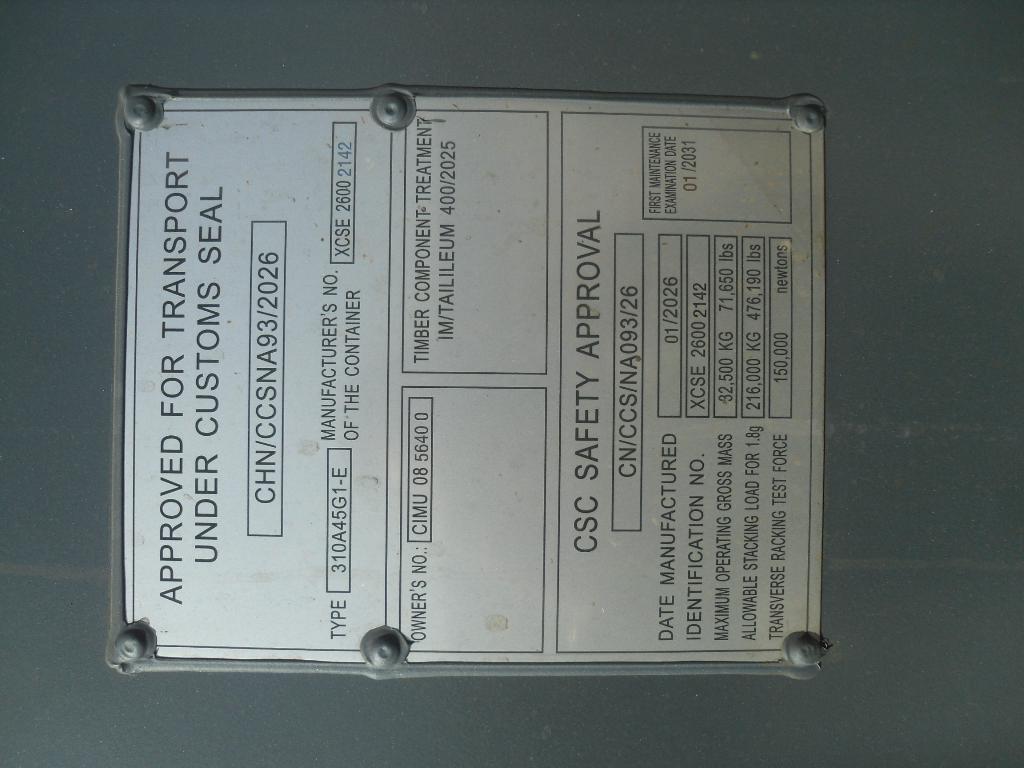 APPROVED FOR TRANSPORT
UNDER CUSTOMS SEAL
CHN/CCSNA93/2026
TYPE 310A45G1-E MANUFACTURER'S NO. OF THE CONTAINER XCSE 2600 2142
OWNER'S NO.: CIMU 08 5640 0
TIMBER COMPONENT TREATMENT
IM/TAILILEUM 400/2025
CSC SAFETY APPROVAL
CN/CCS/NA093/26
DATE MANUFACTURED 01/2026
IDENTIFICATION NO. XCSE 2600 2142
MAXIMUM OPERATING GROSS MASS 32,500 KG 71,650 lbs
ALLOWABLE STACKING LOAD FOR 1.8g 216,000 KG 476,190 lbs
TRANSVERSE RACKING TEST FORCE 150,000 newtons
FIRST MAINTENANCE
EXAMINATION DATE
01/2031